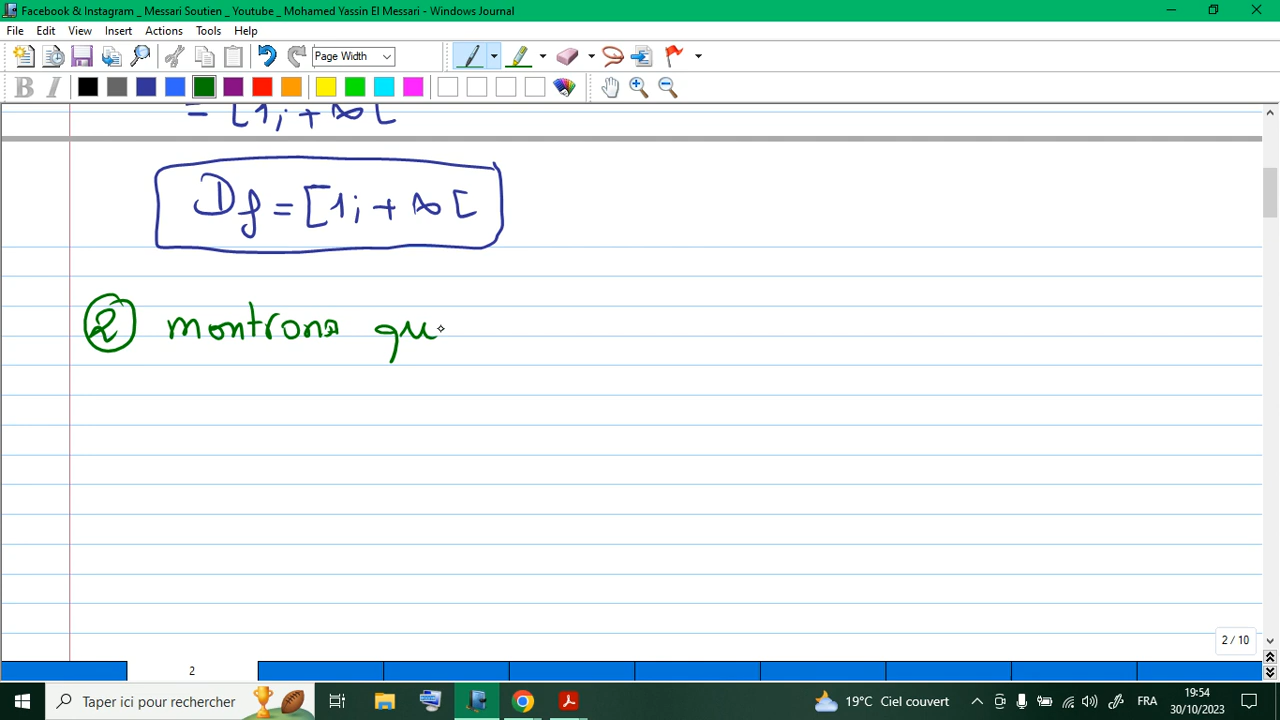 Facebook & Instagram _ Messari Soutien _ Youtube _ Mohamed Yassin El Messari - Windows Journal
File Edit View Insert Actions Tools Help
Page Width
B I
= [1; + ∞ [
Df = [1; + ∞ [
② montrons qu
2 / 10
2
Taper ici pour rechercher
19°C Ciel couvert
FRA
19:54
30/10/2023